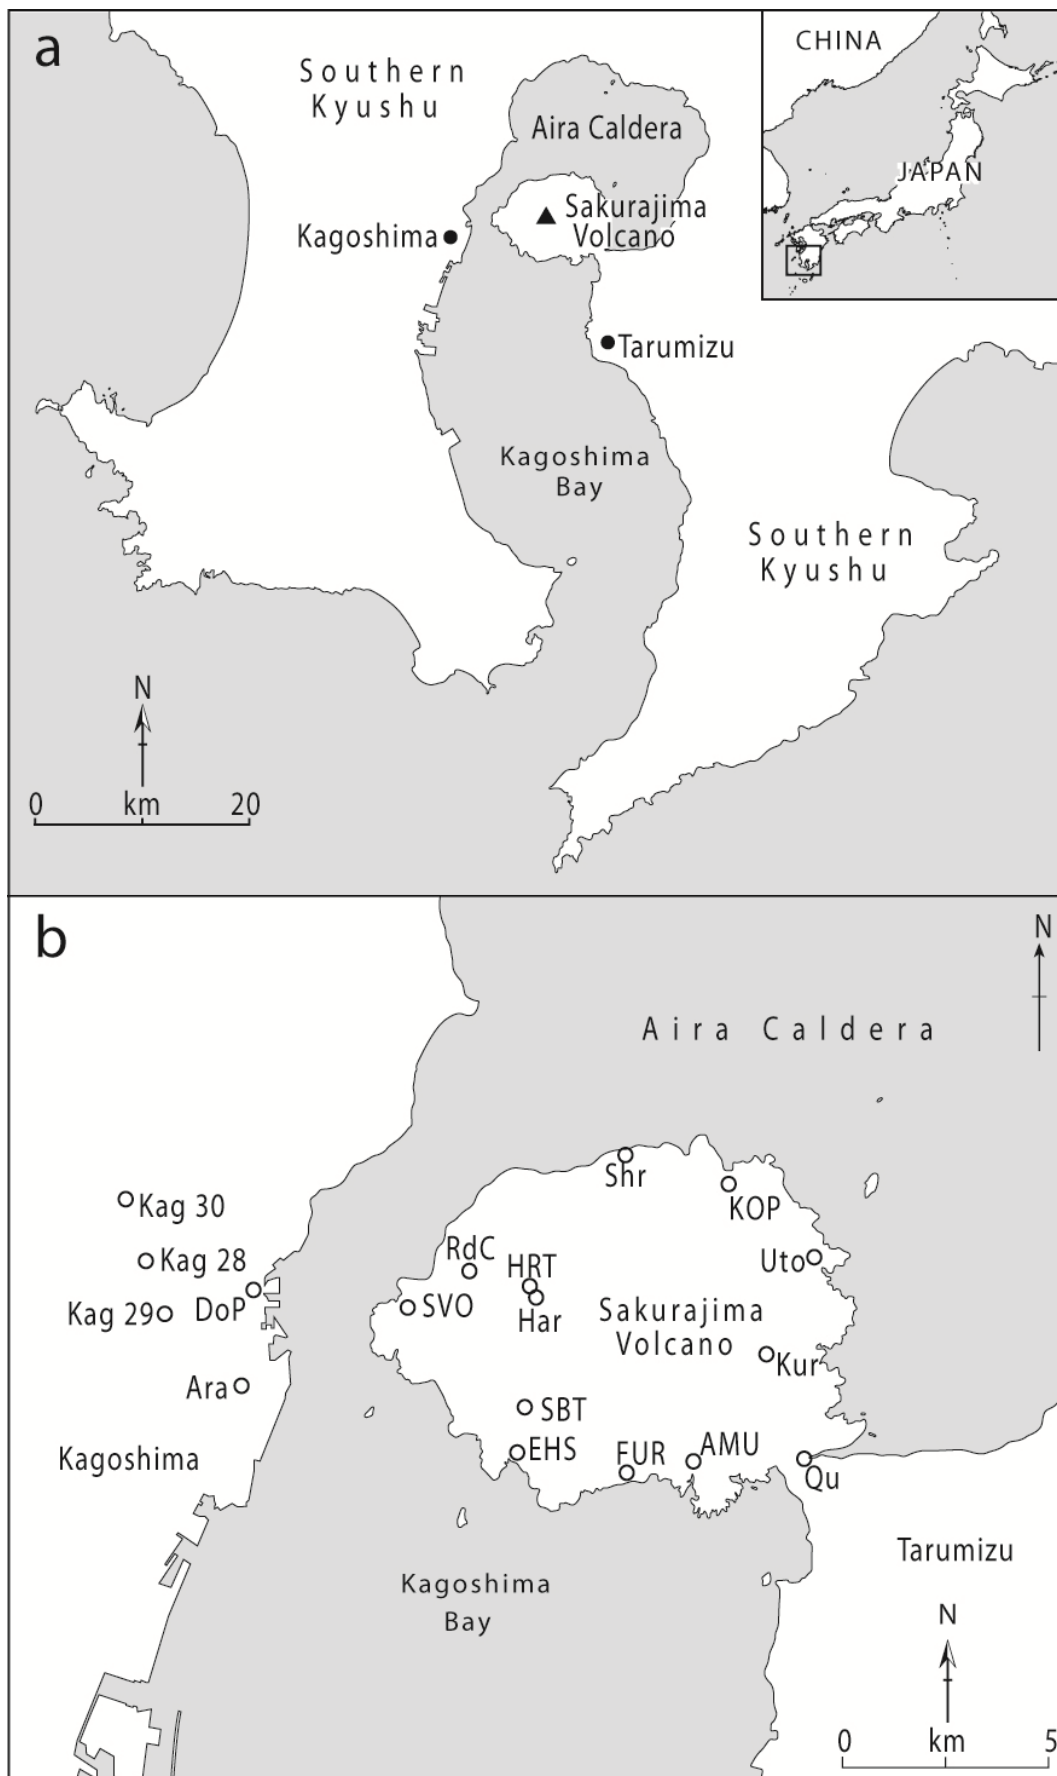 a
Southern
Kyushu
CHINA
JAPAN
Aira Caldera
Sakurajima
Volcano
Kagoshima
Tarumizu
Kagoshima
Bay
Southern
Kyushu
N
0 km 20
b
N
Aira Caldera
Shr
KOP
Kag 30
Kag 28
RdC
HRT
Uto
Kag 29
DoP
SVO
Har
Sakurajima
Volcano
Kur
Ara
SBT
EHS
FUR
AMU
Qu
Kagoshima
Tarumizu
Kagoshima
Bay
N
0 km 5